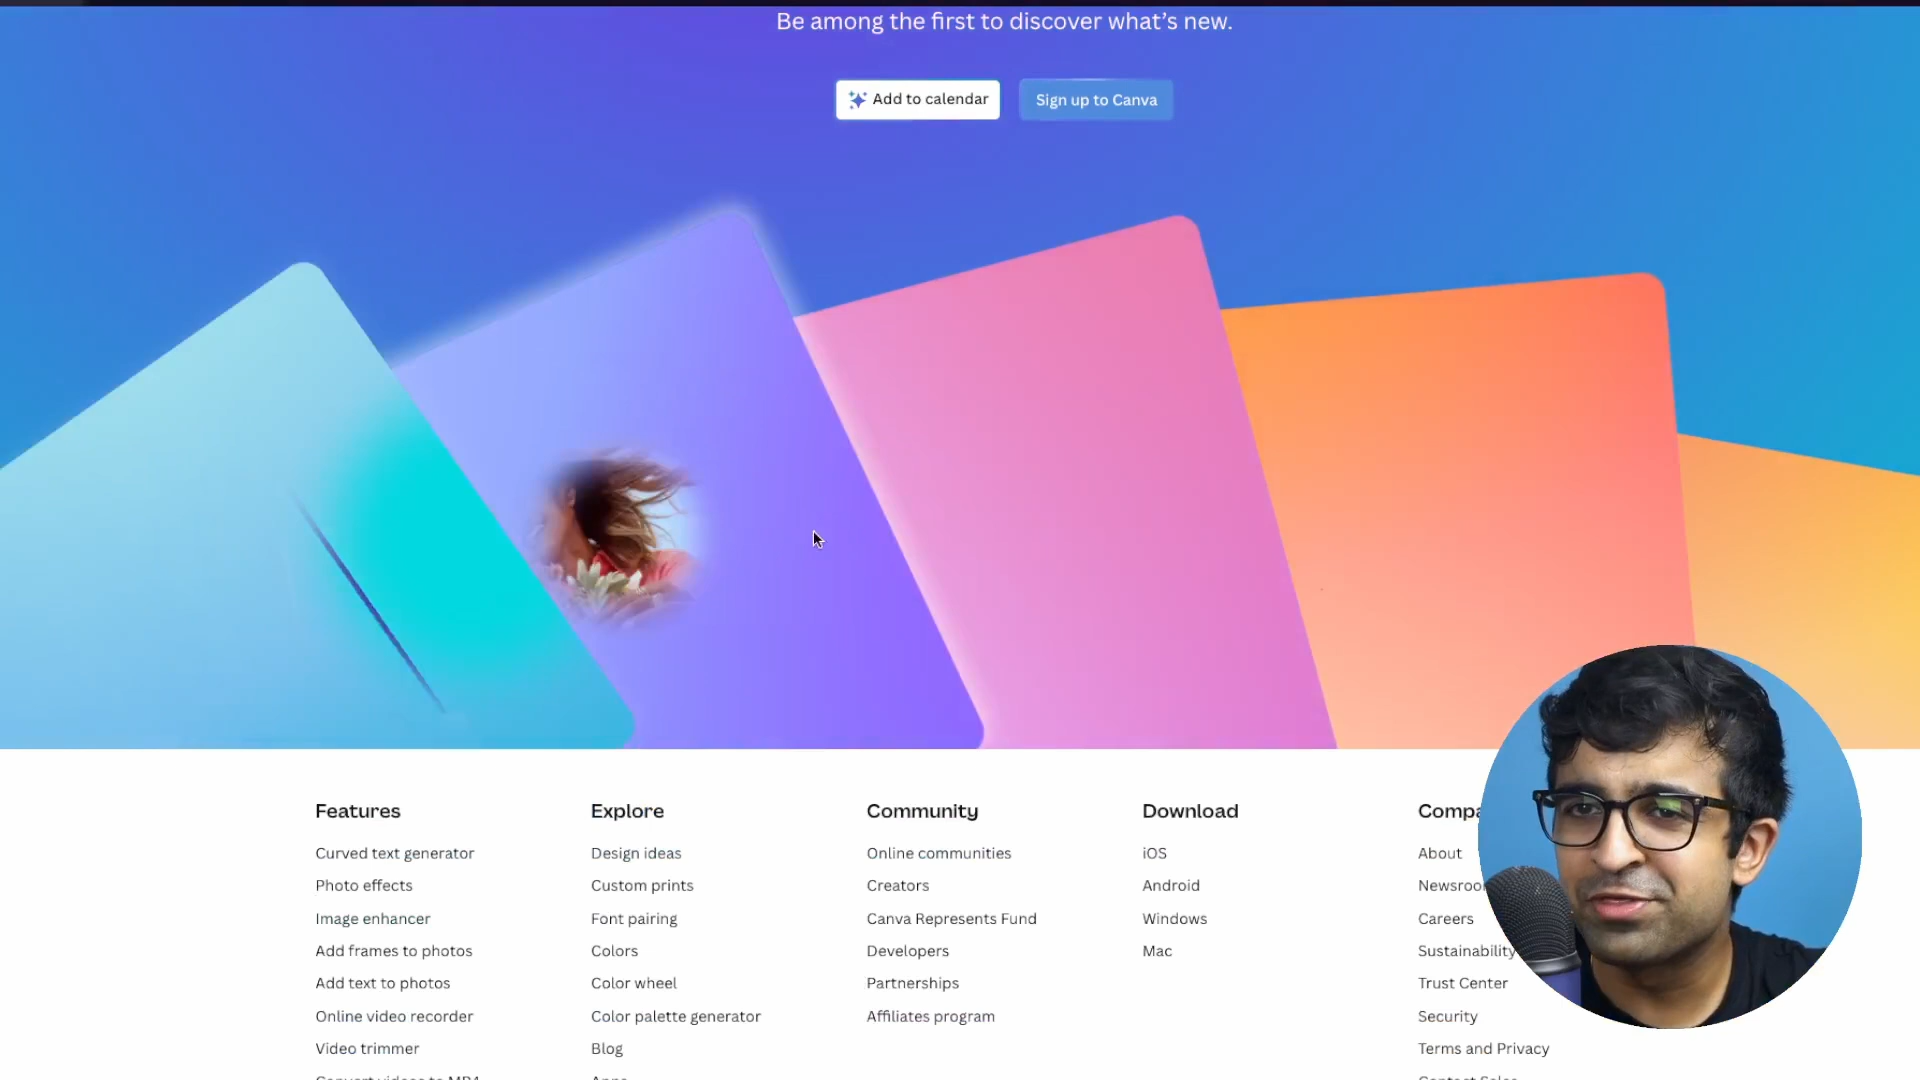 Be among the first to discover what's new.
Add to calendar
Sign up to Canva
Features
Curved text generator
Photo effects
Image enhancer
Add frames to photos
Add text to photos
Online video recorder
Video trimmer
Explore
Design ideas
Custom prints
Font pairing
Colors
Color wheel
Color palette generator
Blog
Community
Online communities
Creators
Canva Represents Fund
Developers
Partnerships
Affiliates program
Download
iOS
Android
Windows
Mac
About
Careers
Sustainability
Trust Center
Security
Terms and Privacy